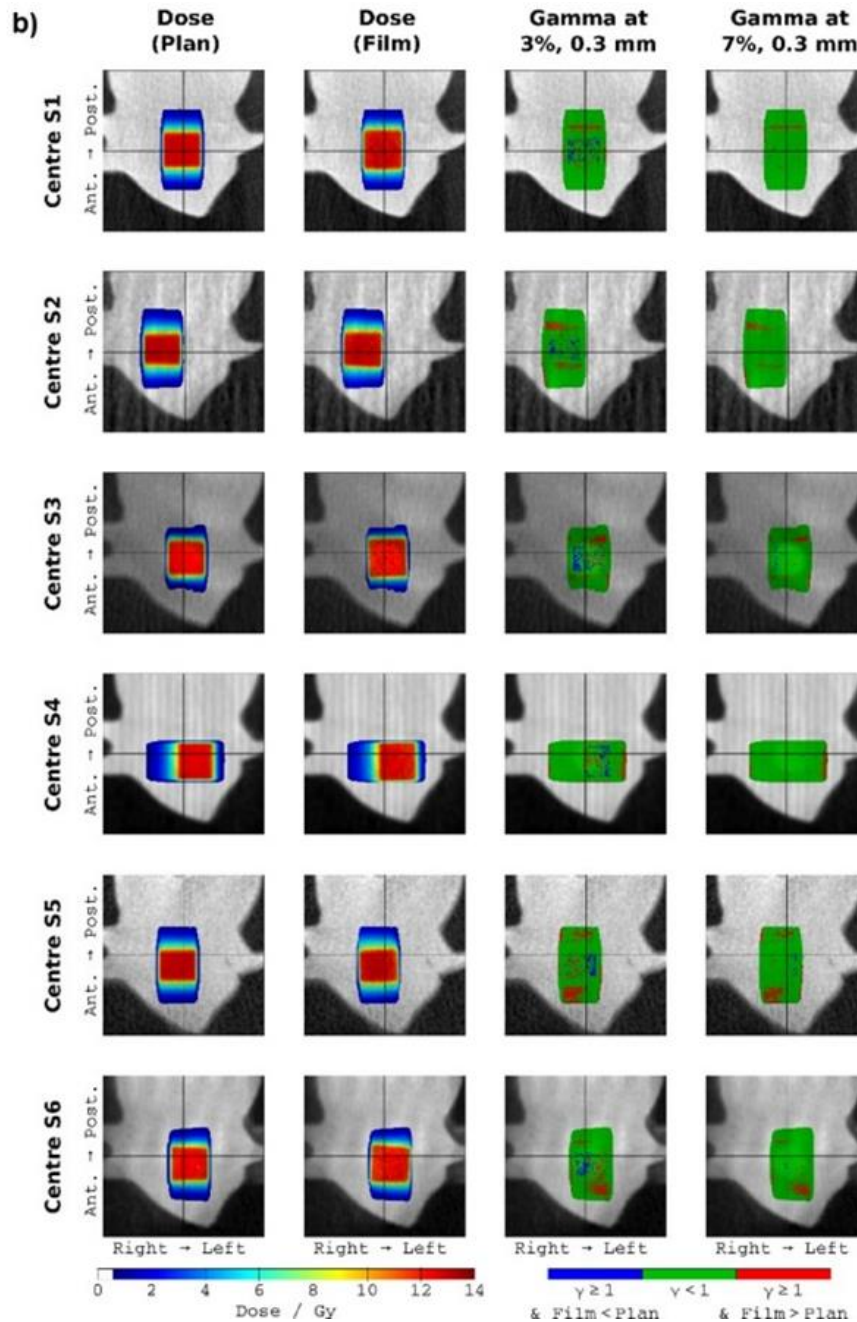 b)
Dose (Plan)
Dose (Film)
Gamma at 3%, 0.3 mm
Gamma at 7%, 0.3 mm
Centre S1
Ant. → Post.
Centre S2
Ant. → Post.
Centre S3
Ant. → Post.
Centre S4
Ant. → Post.
Centre S5
Ant. → Post.
Centre S6
Ant. → Post.
Right → Left
Right → Left
Right → Left
Right → Left
0 2 4 6 8 10 12 14
Dose / Gy
γ ≥ 1 & Film < Plan
γ < 1
γ ≥ 1 & Film > Plan